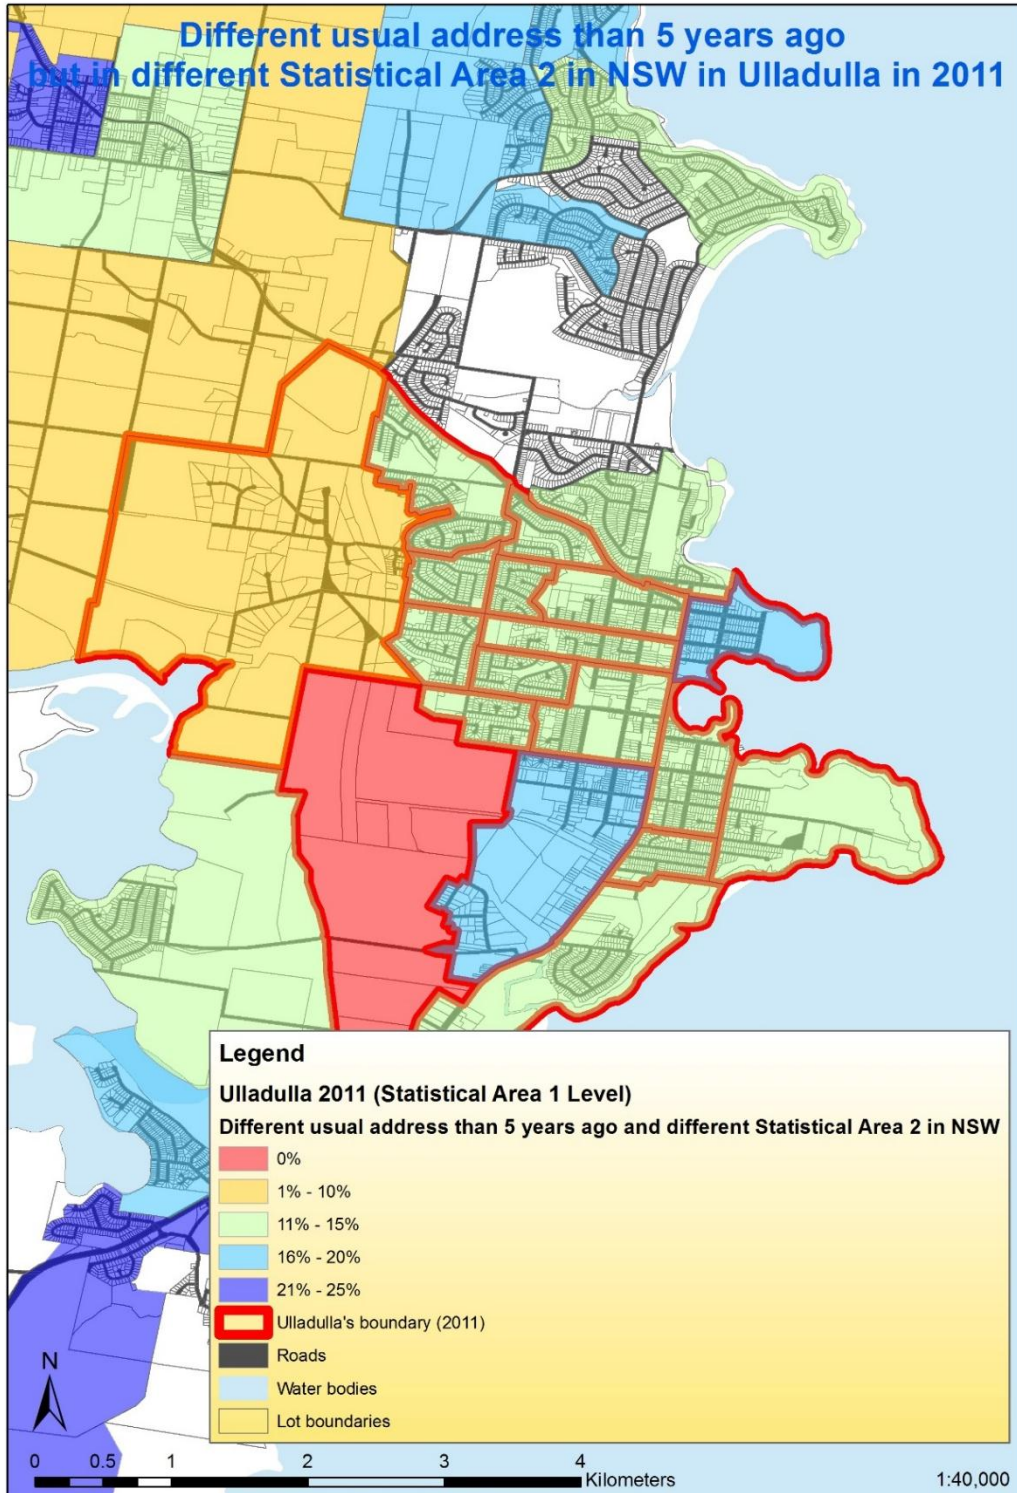 Different usual address than 5 years ago
but in different Statistical Area 2 in NSW in Ulladulla in 2011
Legend
Ulladulla 2011 (Statistical Area 1 Level)
Different usual address than 5 years ago and different Statistical Area 2 in NSW
0%
1% - 10%
11% - 15%
16% - 20%
21% - 25%
Ulladulla's boundary (2011)
Roads
Water bodies
Lot boundaries
N
0 0.5 1 2 3 4
Kilometers
1:40,000